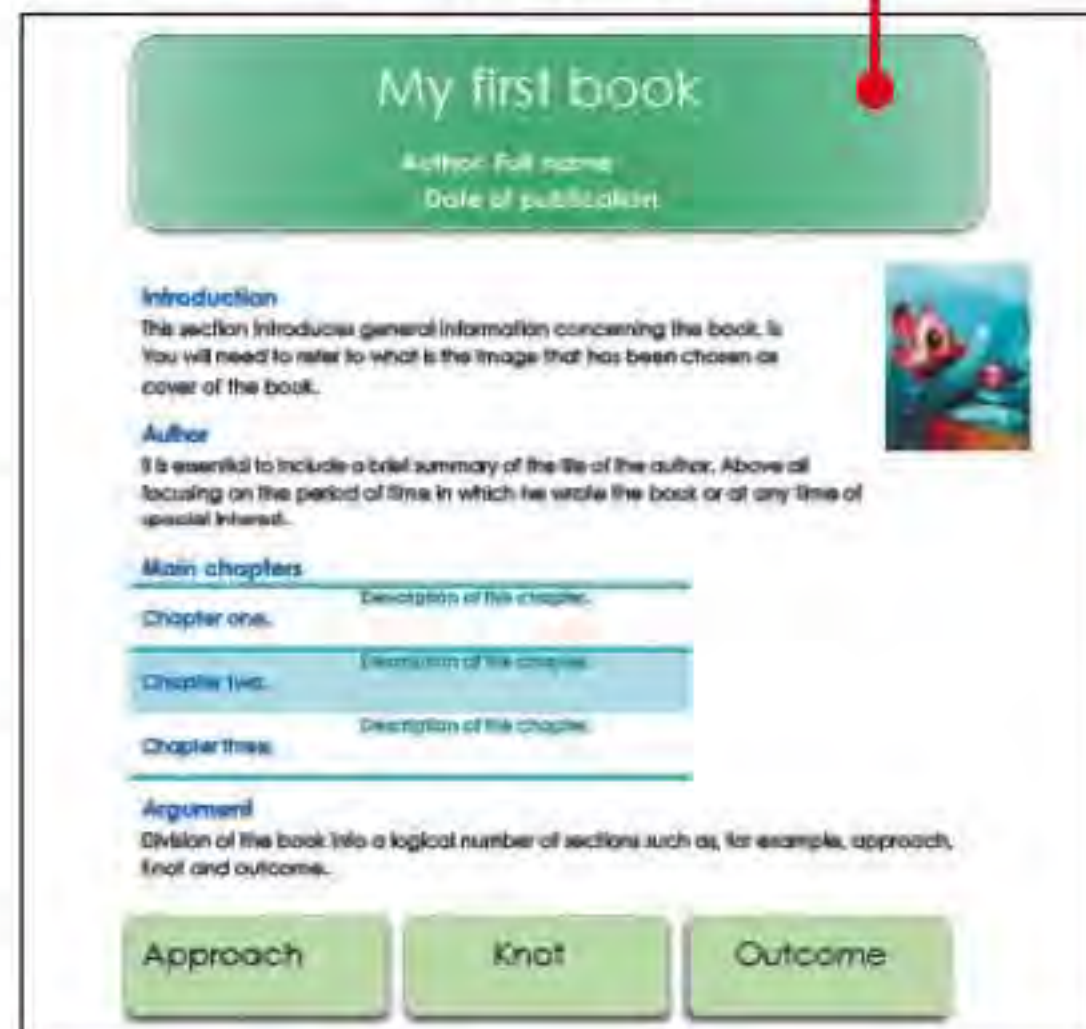 My first book
Author: Full name
Date of publication
Introduction
This section introduces general information concerning the book, is
You will need to refer to what is the image that has been chosen as
cover of the book.
Author
It is essential to include a brief summary of the life of the author. Above all
focusing on the period of time in which he wrote the book or at any time of
special interest.
Main chapters
Description of the chapter.
Chapter one.
Description of the chapter.
Chapter two.
Description of the chapter.
Chapter three.
Argument
Division of the book into a logical number of sections such as, for example, approach,
knot and outcome.
Approach Knot Outcome